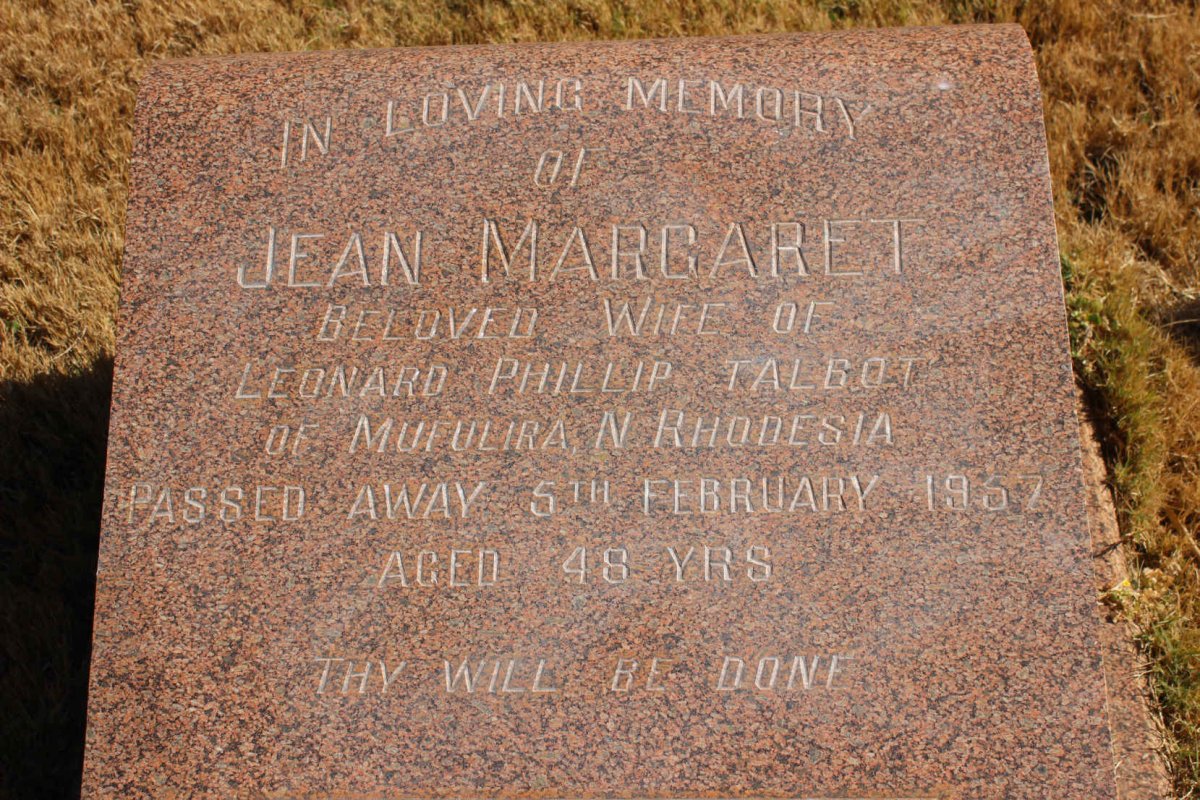 IN LOVING MEMORY
OF
JEAN MARGARET
BELOVED WIFE OF
LEONARD PHILLIP TALBOT
OF MUFULIRA, N. RHODESIA
PASSED AWAY 5TH FEBRUARY 1937
AGED 48 YRS
THY WILL BE DONE